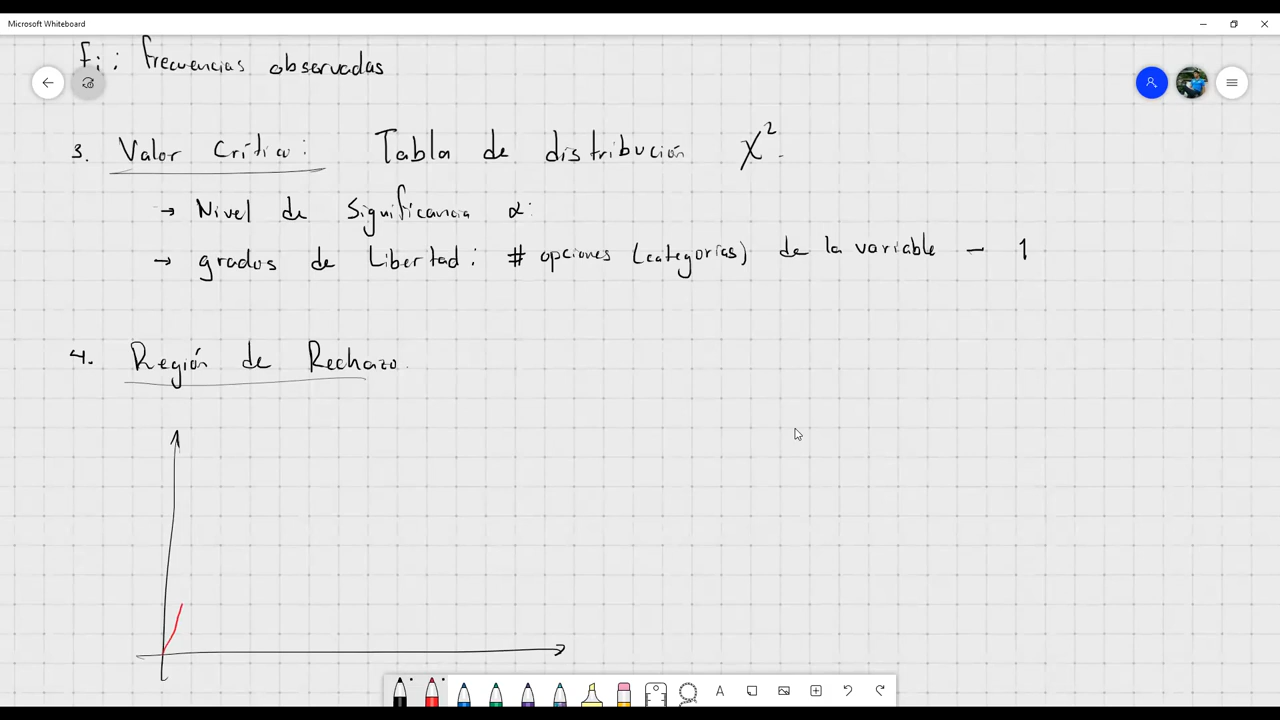 Microsoft Whiteboard
fi: frecuencias observadas
3. Valor Crítico: Tabla de distribución χ².
→ Nivel de Significancia α:
→ grados de Libertad: # opciones (categorías) de la variable - 1
4. Región de Rechazo.
A